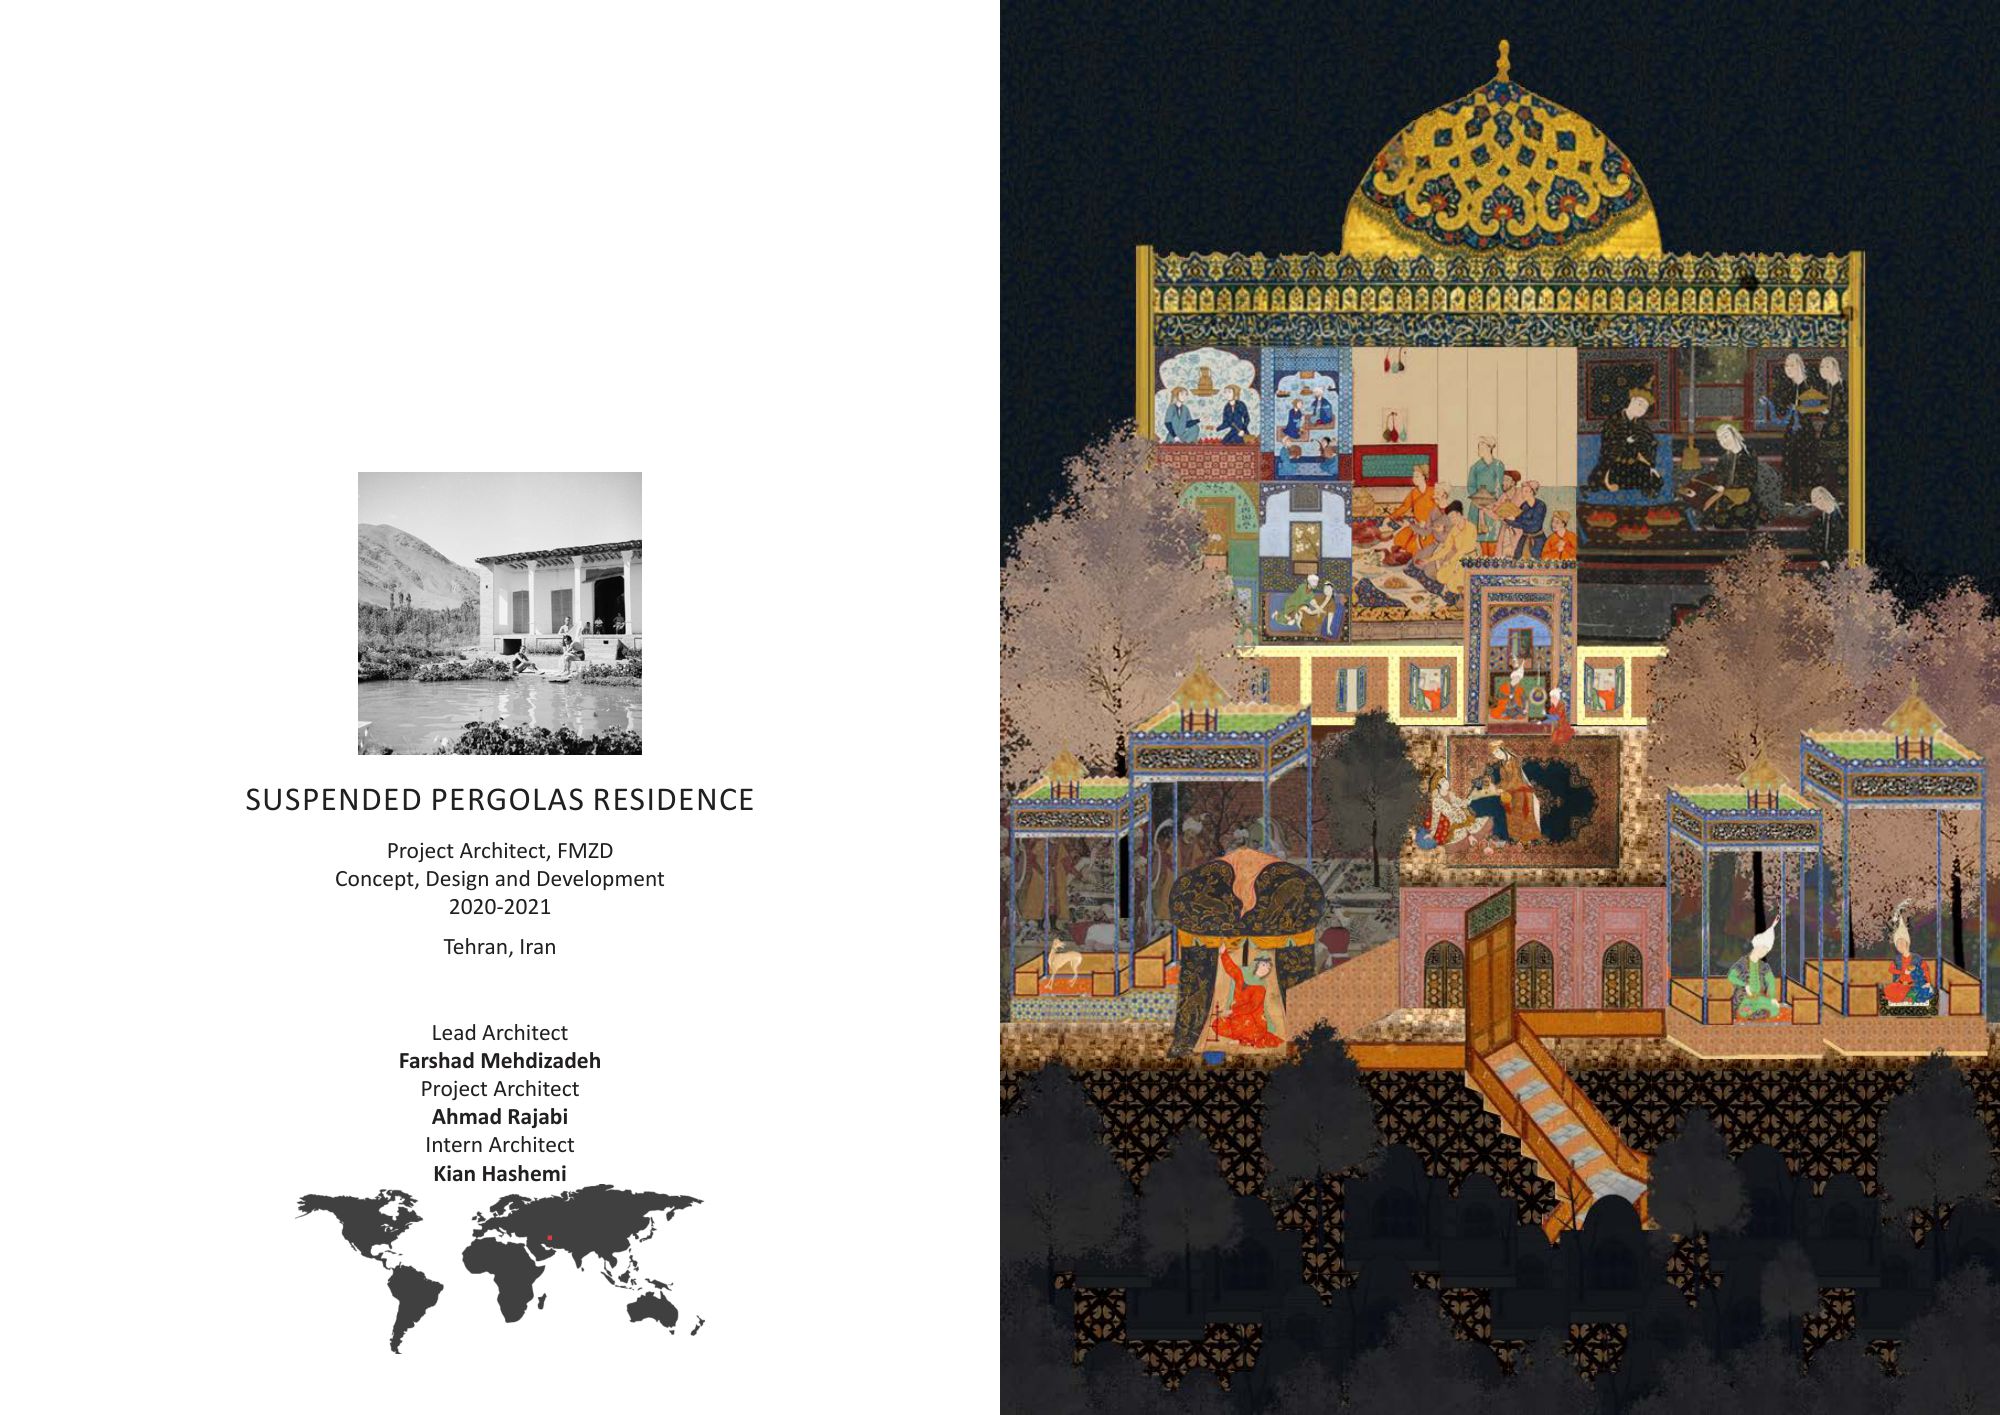 SUSPENDED PERGOLAS RESIDENCE
Project Architect, FMZD
Concept, Design and Development
2020-2021
Tehran, Iran
Lead Architect
Farshad Mehdizadeh
Project Architect
Ahmad Rajabi
Intern Architect
Kian Hashemi